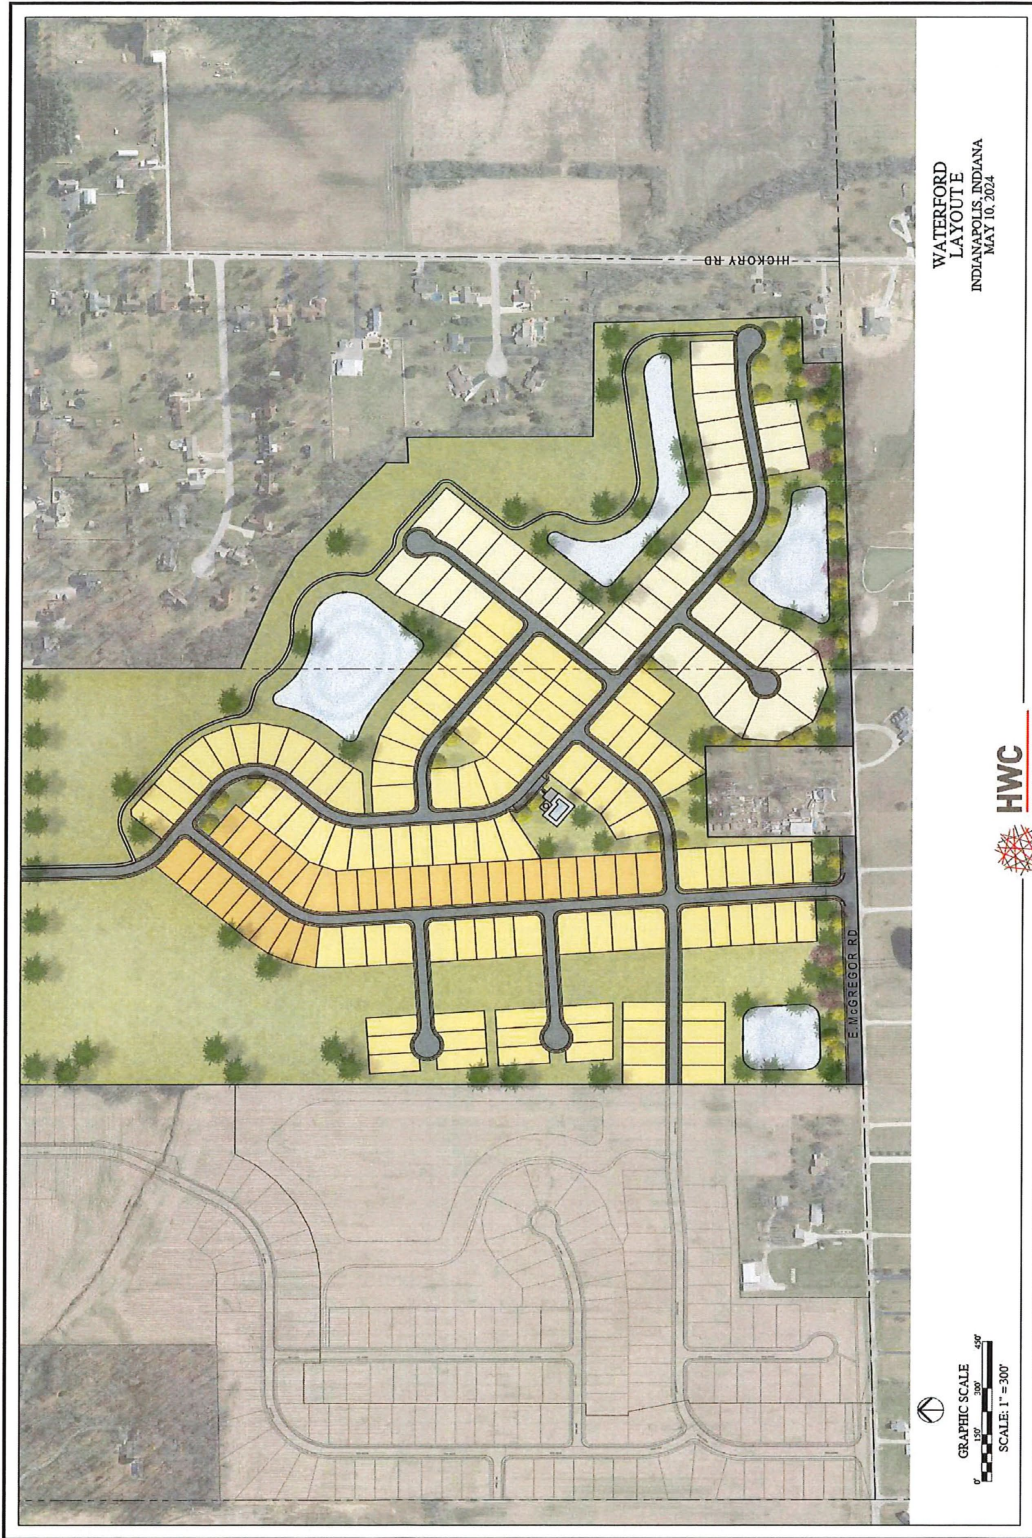 WATERFORD
LAYOUT E
INDIANAPOLIS, INDIANA
MAY 10, 2024
HICKORY RD
E. McGREGOR RD
HWC
GRAPHIC SCALE
0' 150' 300' 450'
SCALE: 1" = 300'